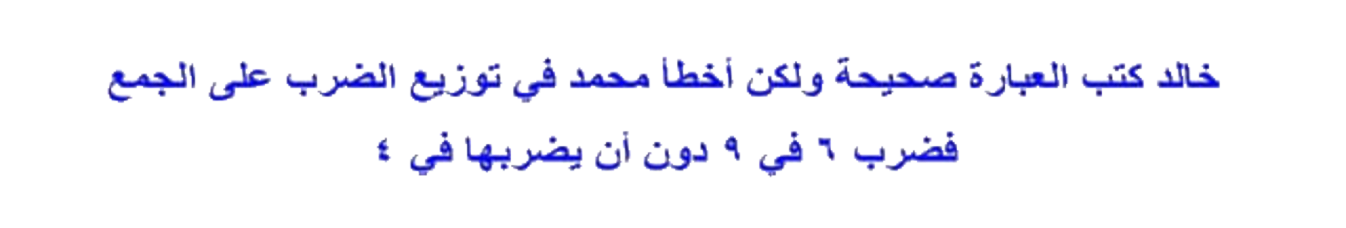 خالد كتب العبارة صحيحة ولكن أخطأ محمد في توزيع الضرب على الجمع
فضرب ٦ في ٩ دون أن يضربها في ٤